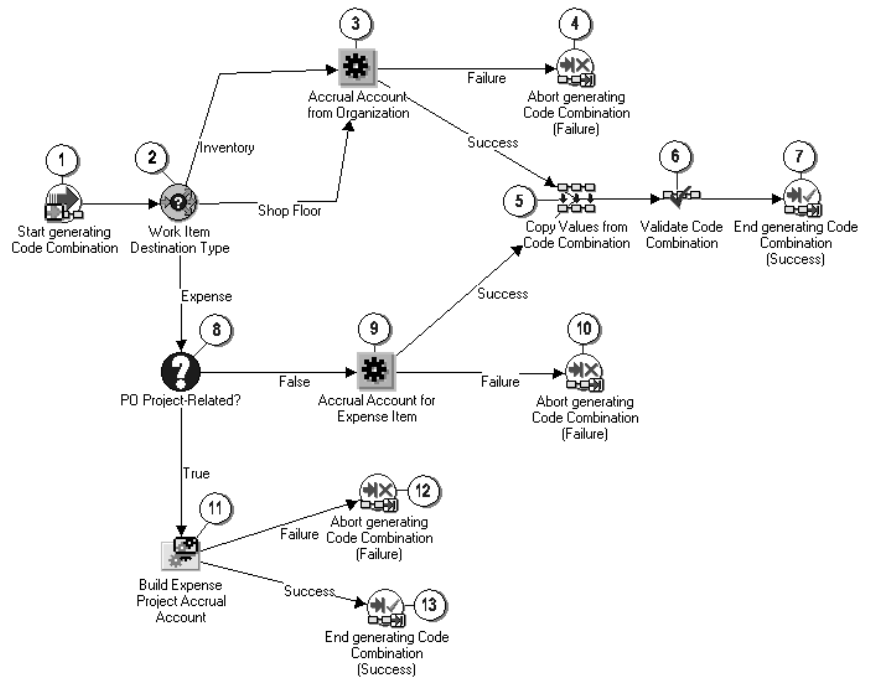 3
4
Failure
Accrual Account
from Organization
Abort generating
Code Combination
(Failure)
1
2
Inventory
Success
6
7
Shop Floor
5
Start generating
Code Combination
Work Item
Destination Type
Copy Values from
Code Combination
Validate Code
Combination
End generating Code
Combination
(Success)
Expense
Success
8
9
10
False
Failure
PO Project-Related?
Accrual Account for
Expense Item
Abort generating
Code Combination
(Failure)
True
11
12
Failure
Abort generating
Code Combination
(Failure)
Build Expense
Project Accrual
Account
Success
13
End generating Code
Combination
(Success)